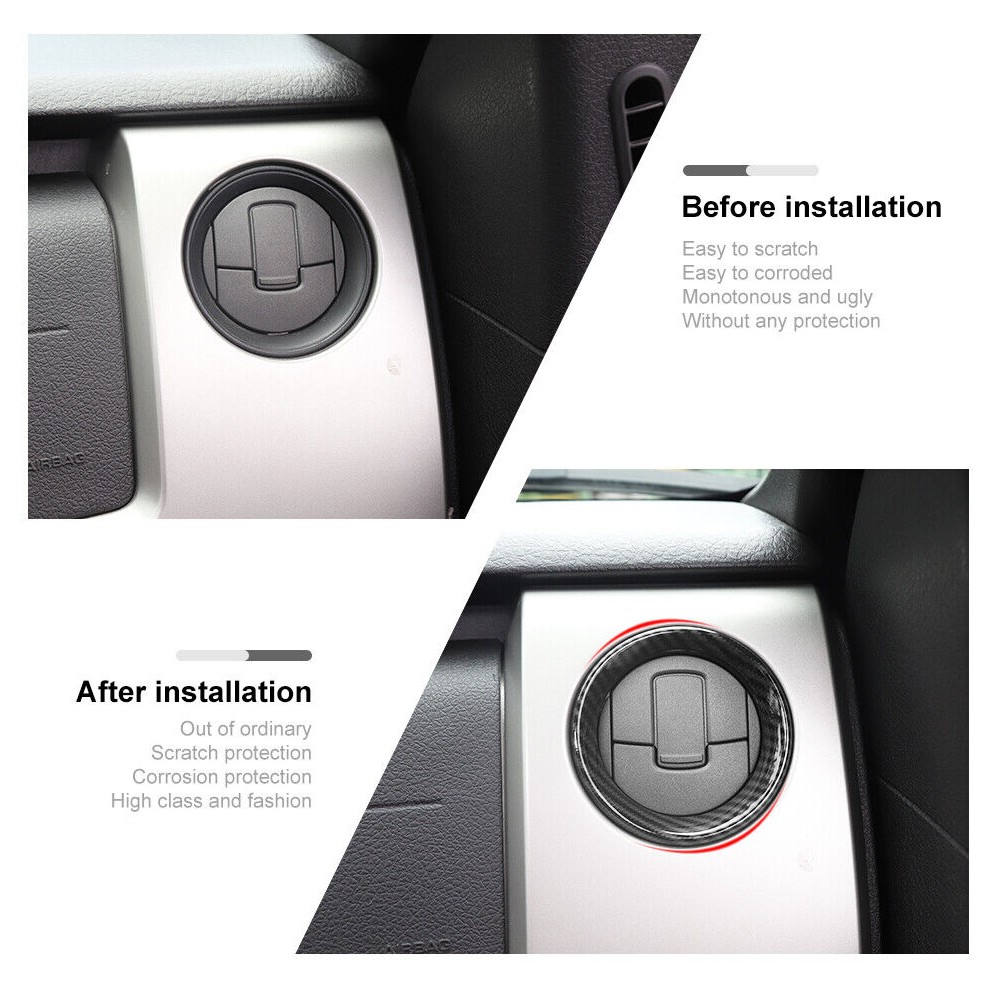 Before installation
Easy to scratch
Easy to corroded
Monotonous and ugly
Without any protection
AIRBAG
After installation
Out of ordinary
Scratch protection
Corrosion protection
High class and fashion
AIRBAG